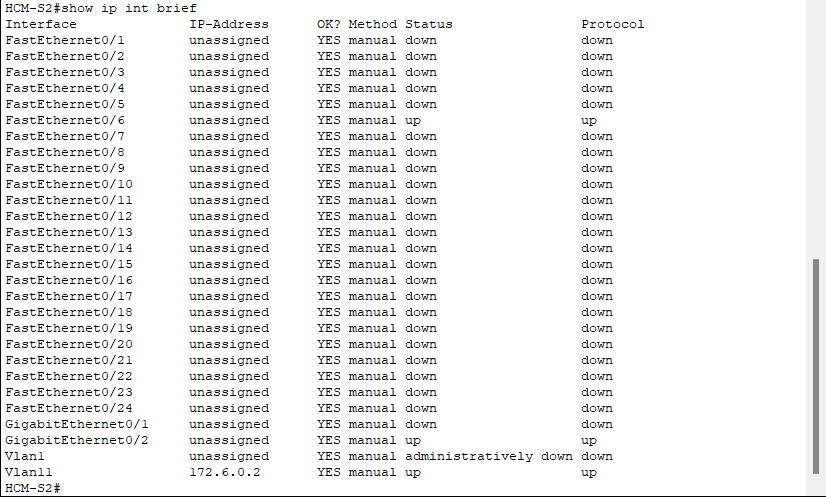 HCM-S2#show ip int brief
Interface IP-Address OK? Method Status Protocol
FastEthernet0/1 unassigned YES manual down down
FastEthernet0/2 unassigned YES manual down down
FastEthernet0/3 unassigned YES manual down down
FastEthernet0/4 unassigned YES manual down down
FastEthernet0/5 unassigned YES manual down down
FastEthernet0/6 unassigned YES manual up up
FastEthernet0/7 unassigned YES manual down down
FastEthernet0/8 unassigned YES manual down down
FastEthernet0/9 unassigned YES manual down down
FastEthernet0/10 unassigned YES manual down down
FastEthernet0/11 unassigned YES manual down down
FastEthernet0/12 unassigned YES manual down down
FastEthernet0/13 unassigned YES manual down down
FastEthernet0/14 unassigned YES manual down down
FastEthernet0/15 unassigned YES manual down down
FastEthernet0/16 unassigned YES manual down down
FastEthernet0/17 unassigned YES manual down down
FastEthernet0/18 unassigned YES manual down down
FastEthernet0/19 unassigned YES manual down down
FastEthernet0/20 unassigned YES manual down down
FastEthernet0/21 unassigned YES manual down down
FastEthernet0/22 unassigned YES manual down down
FastEthernet0/23 unassigned YES manual down down
FastEthernet0/24 unassigned YES manual down down
GigabitEthernet0/1 unassigned YES manual down down
GigabitEthernet0/2 unassigned YES manual up up
Vlan1 unassigned YES manual administratively down down
Vlan11 172.6.0.2 YES manual up up
HCM-S2#